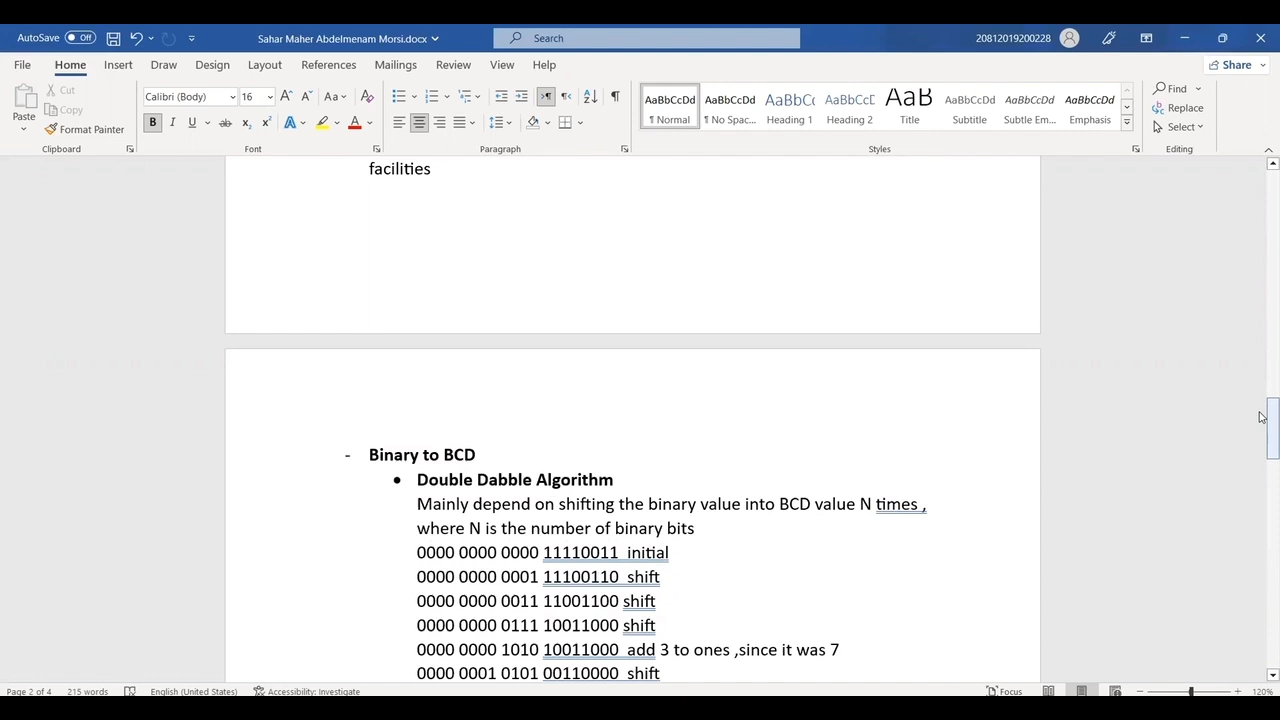 AutoSave Off Sahar Maher Abdelmenam Morsi.docx Search 20812019200228
File Home Insert Draw Design Layout References Mailings Review View Help Share
Paste Cut Copy Format Painter
Calibri (Body) 16
AaBbCcDd AaBbCcDd AaBbCc AaBbCcD AaB AaBbCcDd AaBbCcDd AaBbCcDd
¶ Normal ¶ No Spac... Heading 1 Heading 2 Title Subtitle Subtle Em... Emphasis
Find Replace Select
Clipboard Font Paragraph Styles Editing
facilities
- Binary to BCD
• Double Dabble Algorithm
Mainly depend on shifting the binary value into BCD value N times ,
where N is the number of binary bits
0000 0000 0000 11110011 initial
0000 0000 0001 11100110 shift
0000 0000 0011 11001100 shift
0000 0000 0111 10011000 shift
0000 0000 1010 10011000 add 3 to ones ,since it was 7
0000 0001 0101 00110000 shift
Page 2 of 4 215 words English (United States) Accessibility: Investigate Focus 120%